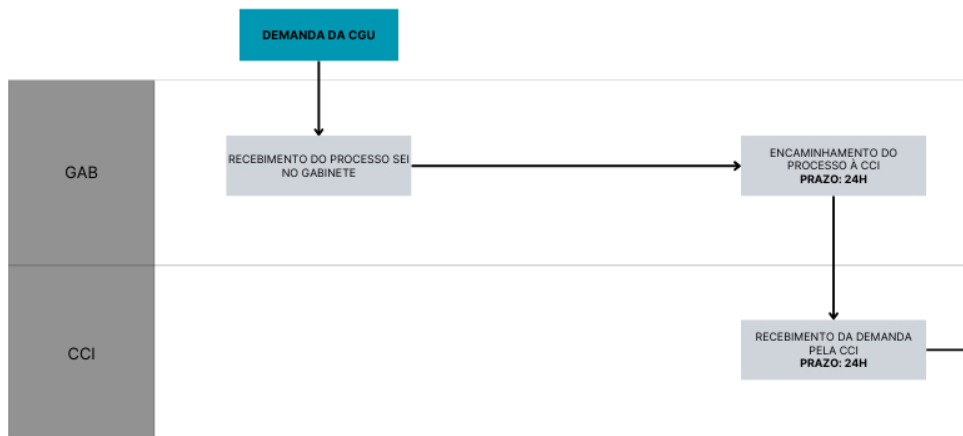 DEMANDA DA CGU
GAB
RECEBIMENTO DO PROCESSO SEI
NO GABINETE
ENCAMINHAMENTO DO
PROCESSO À CCI
PRAZO: 24H
CCI
RECEBIMENTO DA DEMANDA
PELA CCI
PRAZO: 24H